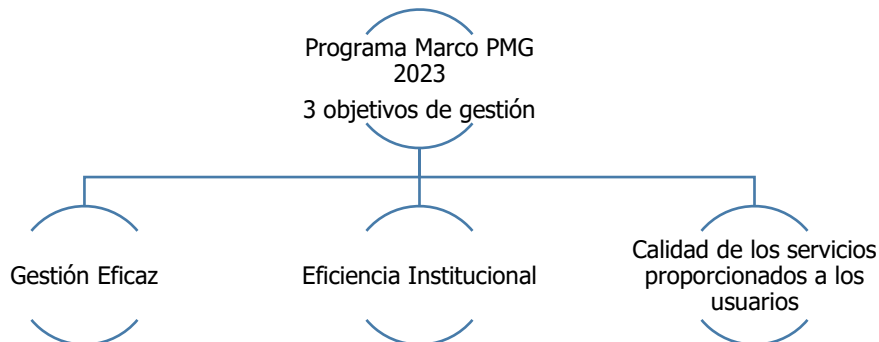 Programa Marco PMG
2023
3 objetivos de gestión
Gestión Eficaz
Eficiencia Institucional
Calidad de los servicios
proporcionados a los
usuarios